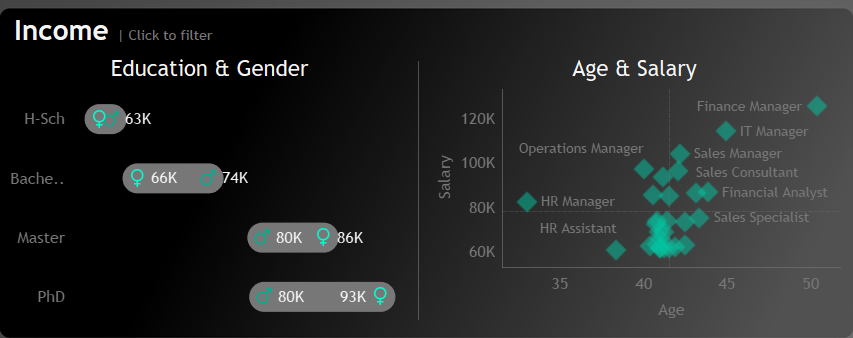 Income | Click to filter
Education & Gender
H-Sch 63K
Bache.. 66K 74K
Master 80K 86K
PhD 80K 93K
Age & Salary
Salary
120K
100K
80K
60K
Finance Manager
IT Manager
Operations Manager
Sales Manager
Sales Consultant
Financial Analyst
HR Manager
Sales Specialist
HR Assistant
35 40 45 50
Age